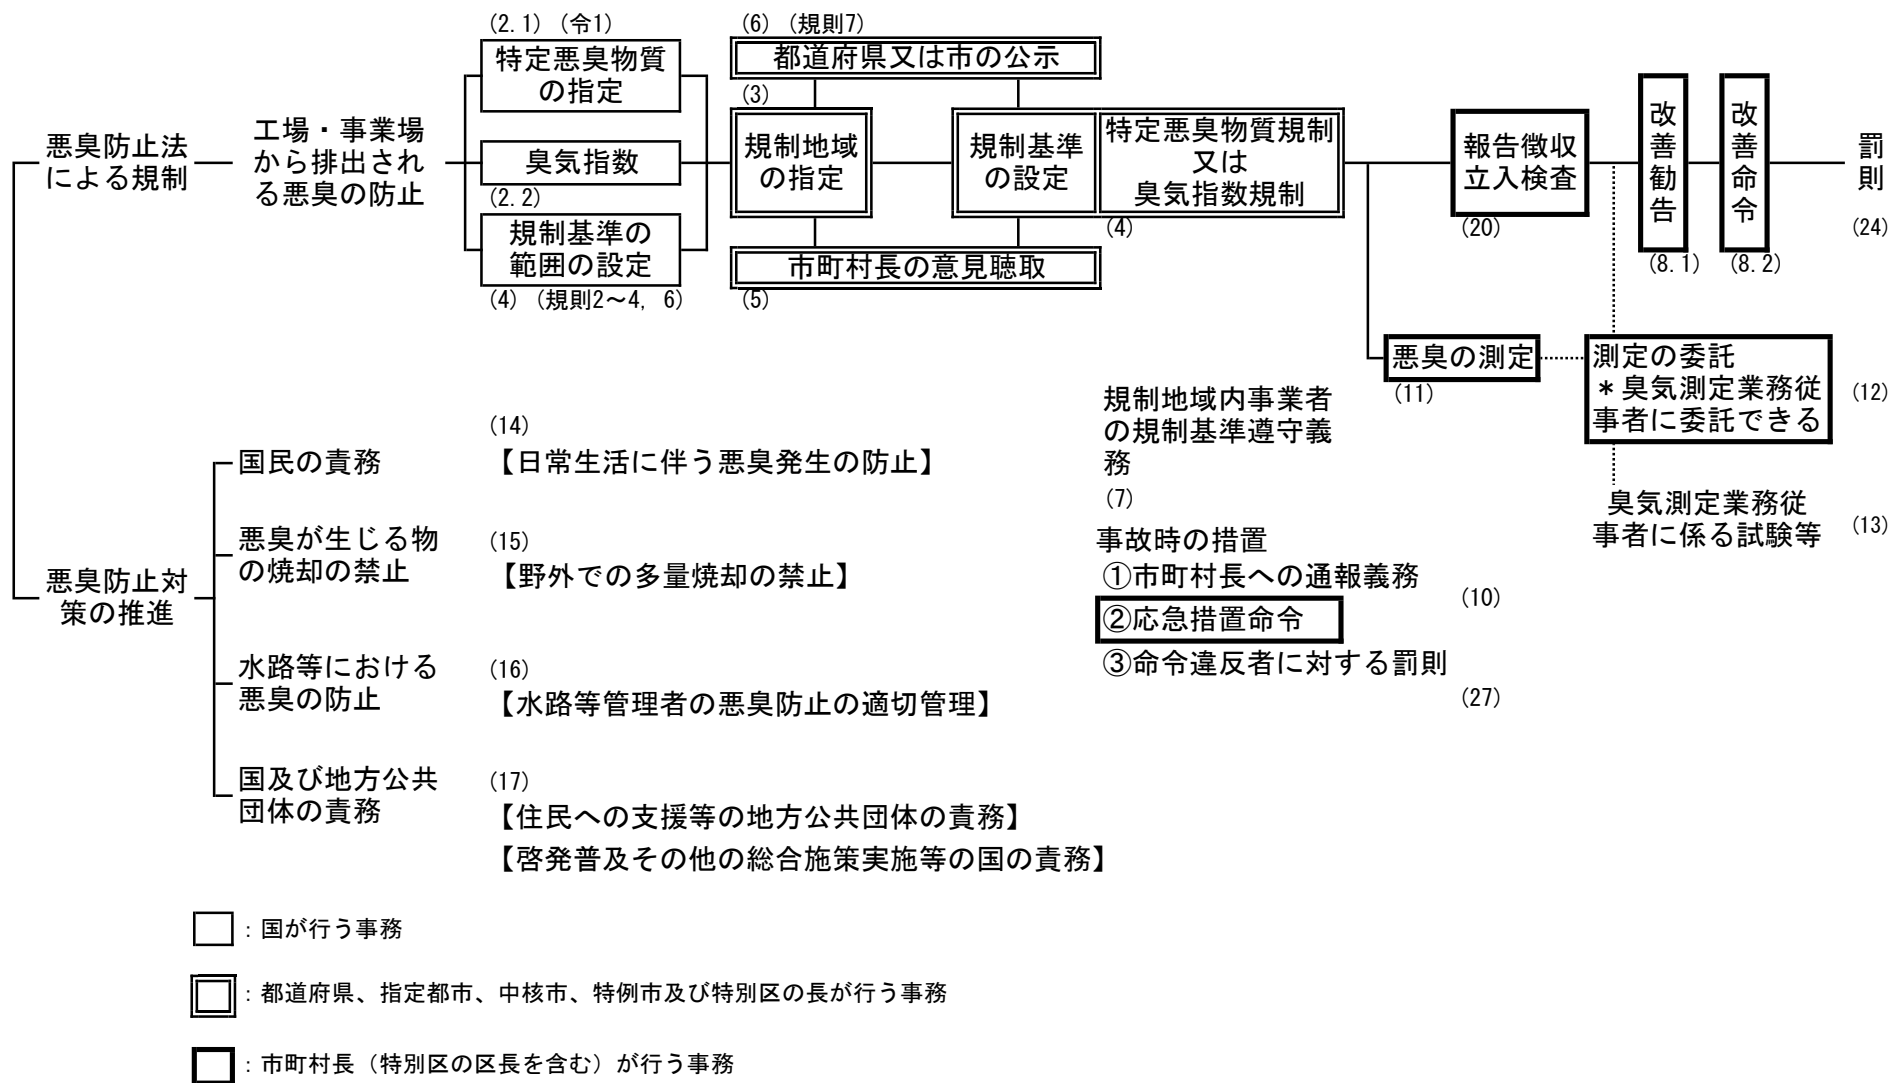 (2.1) (令1)
特定悪臭物質
の指定
(6) (規則7)
都道府県又は市の公示
(3)
悪臭防止法
による規制
工場・事業場
から排出され
る悪臭の防止
臭気指数
(2.2)
規制基準の
範囲の設定
(4) (規則2～4, 6)
規制地域
の指定
規制基準
の設定
特定悪臭物質規制
又は
臭気指数規制
(4)
市町村長の意見聴取
(5)
報告徴収
立入検査
(20)
改善勧告
(8.1)
改善命令
(8.2)
罰則
(24)
悪臭の測定
(11)
測定の委託
＊臭気測定業務従
事者に委託できる
(12)
臭気測定業務従
事者に係る試験等
(13)
規制地域内事業者
の規制基準遵守義
務
(7)
事故時の措置
①市町村長への通報義務
(10)
②応急措置命令
③命令違反者に対する罰則
(27)
悪臭防止対
策の推進
国民の責務
(14)
【日常生活に伴う悪臭発生の防止】
悪臭が生じる物
の焼却の禁止
(15)
【野外での多量焼却の禁止】
水路等における
悪臭の防止
(16)
【水路等管理者の悪臭防止の適切管理】
国及び地方公共
団体の責務
(17)
【住民への支援等の地方公共団体の責務】
【啓発普及その他の総合施策実施等の国の責務】
：国が行う事務
：都道府県、指定都市、中核市、特例市及び特別区の長が行う事務
：市町村長（特別区の区長を含む）が行う事務